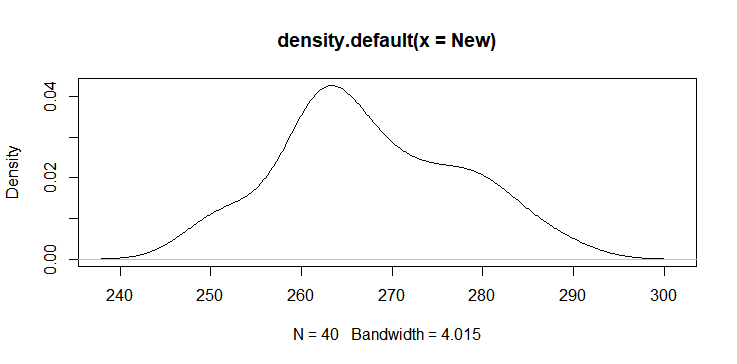 density.default(x = New)
Density
0.04
0.02
0.00
240 250 260 270 280 290 300
N = 40 Bandwidth = 4.015